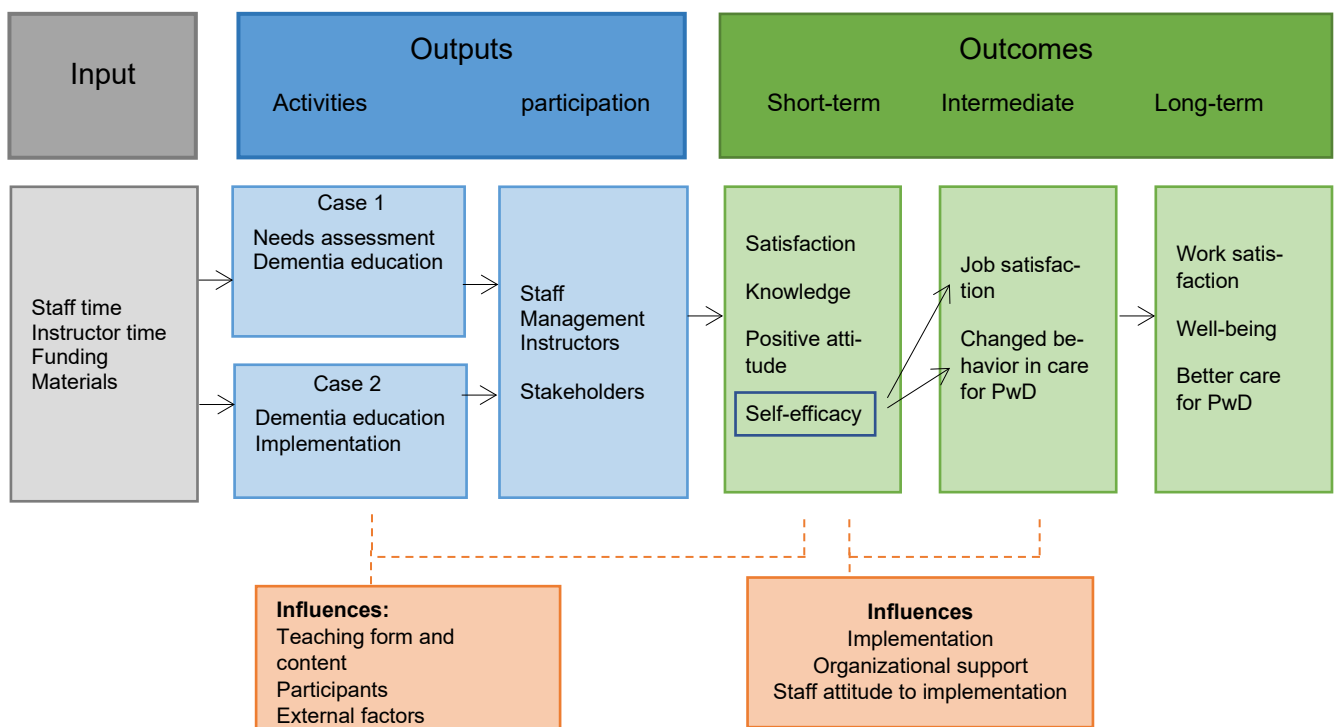 Input
Outputs
Activities
participation
Outcomes
Short-term
Intermediate
Long-term
Staff time
Instructor time
Funding
Materials
Case 1
Needs assessment
Dementia education
Case 2
Dementia education
Implementation
Staff
Management
Instructors
Stakeholders
Satisfaction
Knowledge
Positive atti-
tude
Self-efficacy
Job satisfac-
tion
Changed be-
havior in care
for PwD
Work satis-
faction
Well-being
Better care
for PwD
Influences:
Teaching form and
content
Participants
External factors
Influences
Implementation
Organizational support
Staff attitude to implementation